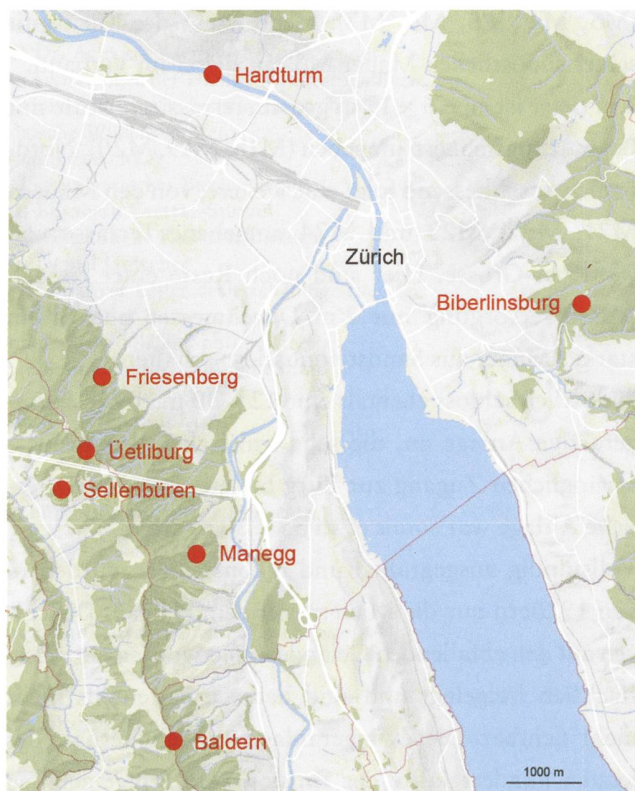 Hardturm
Zürich
Biberlinsburg
Friesenberg
Üetliburg
Sellenbüren
Manegg
Baldern
1000 m